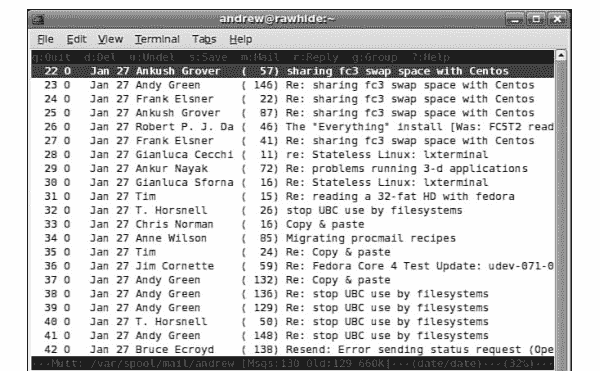 andrew@rawhide:~
File Edit View Terminal Tabs Help
q:Quit d:Del u:Undel s:Save m:Mail r:Reply g:Group ?:Help
22 O Jan 27 Ankush Grover ( 57) sharing fc3 swap space with Centos
23 O Jan 27 Andy Green ( 146) Re: sharing fc3 swap space with Centos
24 O Jan 27 Frank Elsner ( 22) Re: sharing fc3 swap space with Centos
25 O Jan 27 Ankush Grover ( 87) Re: sharing fc3 swap space with Centos
26 O Jan 27 Robert P. J. Da ( 46) The "Everything" install [Was: FC5T2 read
27 O Jan 27 Frank Elsner ( 41) Re: sharing fc3 swap space with Centos
28 O Jan 27 Gianluca Cecchi ( 11) re: Stateless Linux: lxterminal
29 O Jan 27 Ankur Nayak ( 72) Re: problems running 3-d applications
30 O Jan 27 Gianluca Sforna ( 16) Re: Stateless Linux: lxterminal
31 O Jan 27 Tim ( 15) Re: reading a 32-fat HD with fedora
32 O Jan 27 T. Horsnell ( 26) stop UBC use by filesystems
33 O Jan 27 Chris Norman ( 16) Copy & paste
34 O Jan 27 Anne Wilson ( 85) Migrating procmail recipes
35 O Jan 27 Tim ( 24) Re: Copy & paste
36 O Jan 27 Jim Cornette ( 59) Re: Fedora Core 4 Test Update: udev-071-0
37 O Jan 27 Andy Green ( 132) Re: Copy & paste
38 O Jan 27 Andy Green ( 136) Re: stop UBC use by filesystems
39 O Jan 27 Andy Green ( 129) Re: stop UBC use by filesystems
40 O Jan 27 T. Horsnell ( 50) Re: stop UBC use by filesystems
41 O Jan 27 Andy Green ( 148) Re: stop UBC use by filesystems
42 O Jan 27 Bruce Ecroyd ( 138) Resend: Error sending status request (Ope
---Mutt: /var/spool/mail/andrew [Msgs:130 Old:129 660K]---(date/date)---(32%)---